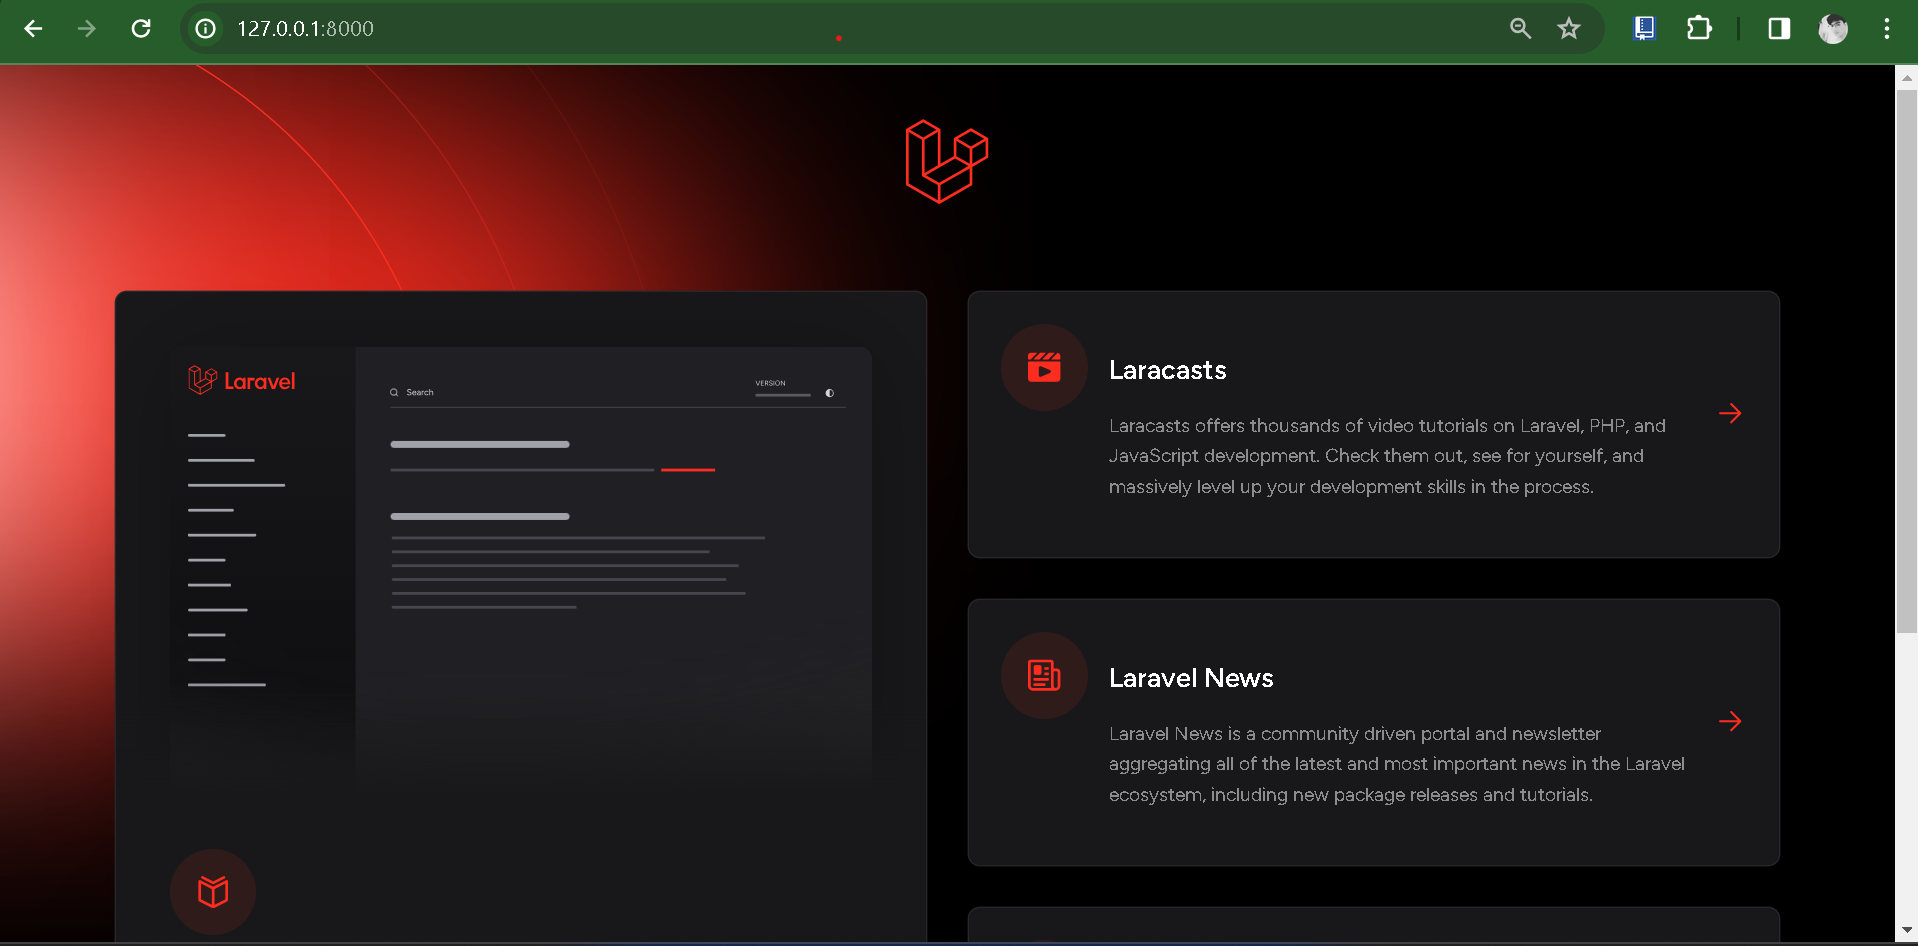 127.0.0.1:8000
Laravel
Search
VERSION
Laracasts
Laracasts offers thousands of video tutorials on Laravel, PHP, and
JavaScript development. Check them out, see for yourself, and
massively level up your development skills in the process.
Laravel News
Laravel News is a community driven portal and newsletter
aggregating all of the latest and most important news in the Laravel
ecosystem, including new package releases and tutorials.